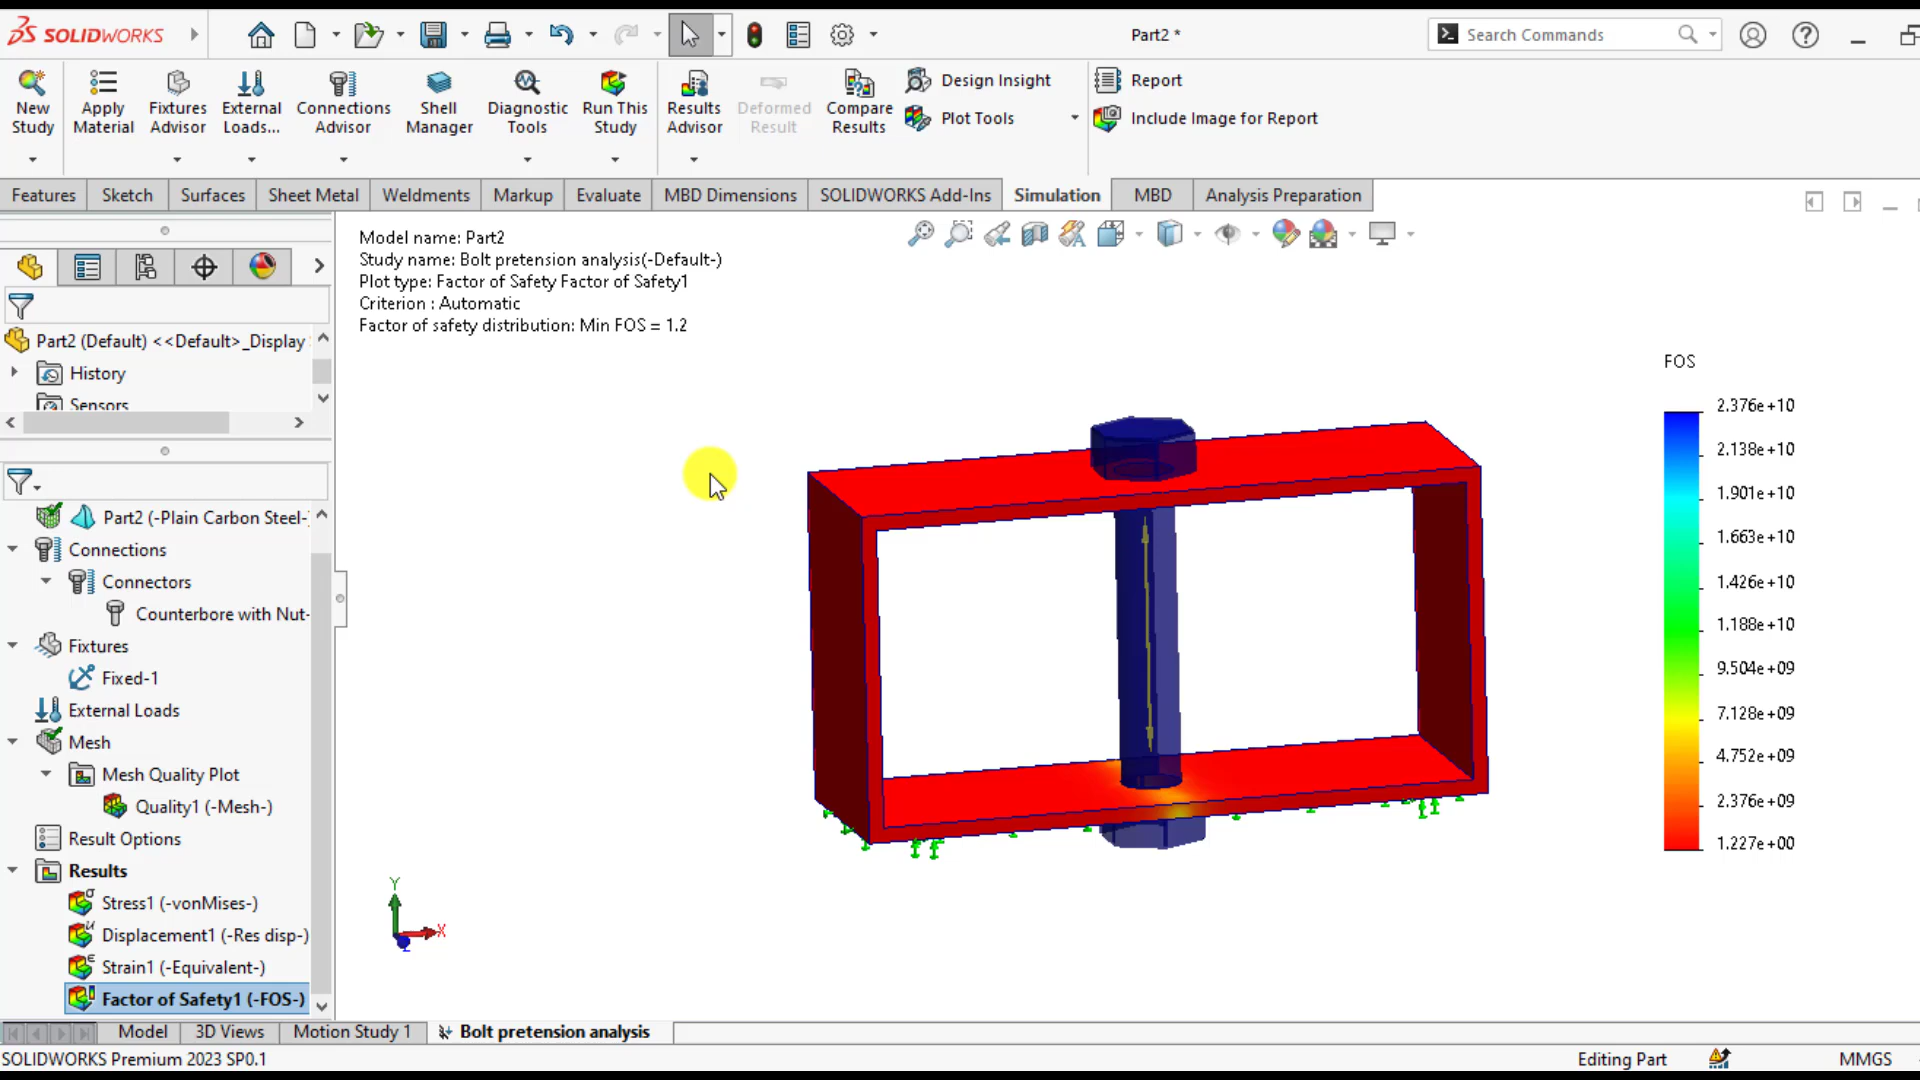 SOLIDWORKS
Part2 *
Search Commands
New Study
Apply Material
Fixtures Advisor
External Loads...
Connections Advisor
Shell Manager
Diagnostic Tools
Run This Study
Results Advisor
Deformed Result
Compare Results
Design Insight
Plot Tools
Report
Include Image for Report
Features
Sketch
Surfaces
Sheet Metal
Weldments
Markup
Evaluate
MBD Dimensions
SOLIDWORKS Add-Ins
Simulation
MBD
Analysis Preparation
Part2 (Default) <<Default>_Display
History
Sensors
Part2 (-Plain Carbon Steel-
Connections
Connectors
Counterbore with Nut-
Fixtures
Fixed-1
External Loads
Mesh
Mesh Quality Plot
Quality1 (-Mesh-)
Result Options
Results
Stress1 (-vonMises-)
Displacement1 (-Res disp-)
Strain1 (-Equivalent-)
Factor of Safety1 (-FOS-)
Model name: Part2
Study name: Bolt pretension analysis(-Default-)
Plot type: Factor of Safety Factor of Safety1
Criterion : Automatic
Factor of safety distribution: Min FOS = 1.2
FOS
2.376e+10
2.138e+10
1.901e+10
1.663e+10
1.426e+10
1.188e+10
9.504e+09
7.128e+09
4.752e+09
2.376e+09
1.227e+00
Y
X
Z
Model
3D Views
Motion Study 1
Bolt pretension analysis
SOLIDWORKS Premium 2023 SP0.1
Editing Part
MMGS